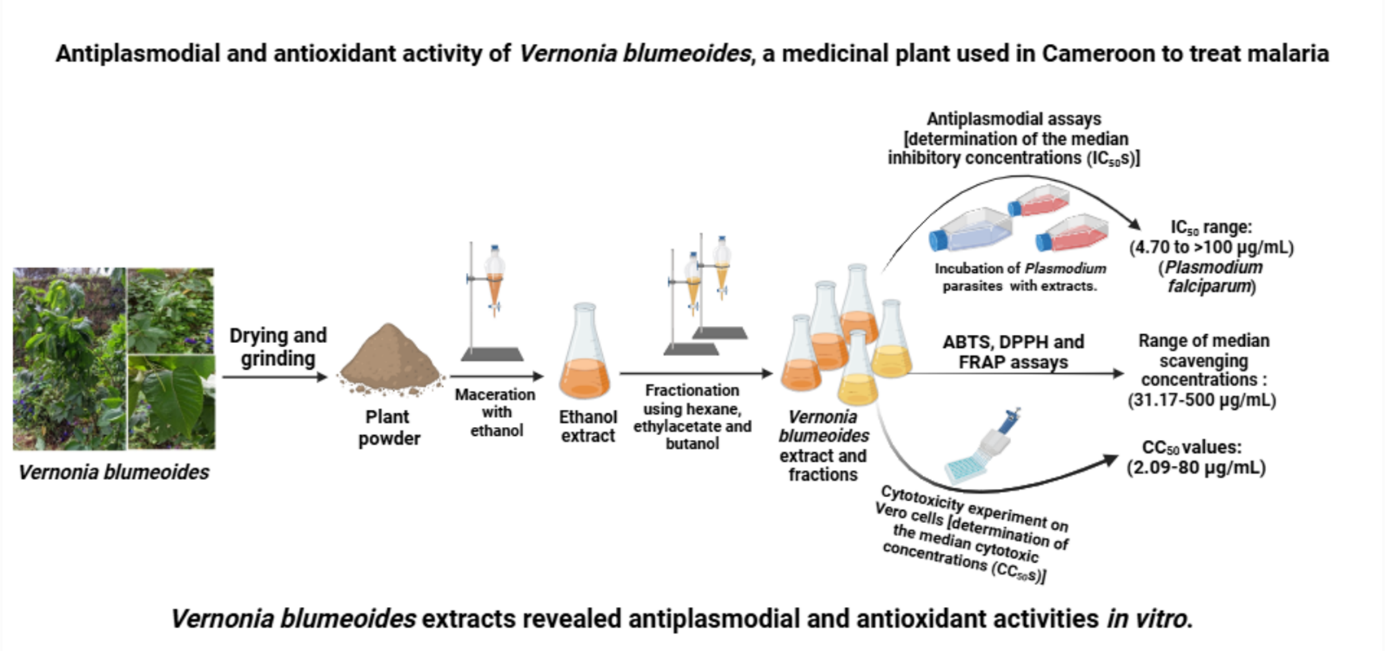 Antiplasmodial and antioxidant activity of Vernonia blumeoides, a medicinal plant used in Cameroon to treat malaria
Vernonia blumeoides
Drying and
grinding
Plant
powder
Maceration
with
ethanol
Ethanol
extract
Fractionation
using hexane,
ethylacetate and
butanol
Vernonia
blumeoides
extract and
fractions
Antiplasmodial assays
[determination of the median
inhibitory concentrations (IC₅₀s)]
Incubation of Plasmodium
parasites with extracts.
IC₅₀ range:
(4.70 to >100 µg/mL)
(Plasmodium
falciparum)
ABTS, DPPH and
FRAP assays
Range of median
scavenging
concentrations :
(31.17-500 µg/mL)
Cytotoxicity experiment on
Vero cells [determination of
the median cytotoxic
concentrations (CC₅₀s)]
CC₅₀ values:
(2.09-80 µg/mL)
Vernonia blumeoides extracts revealed antiplasmodial and antioxidant activities in vitro.